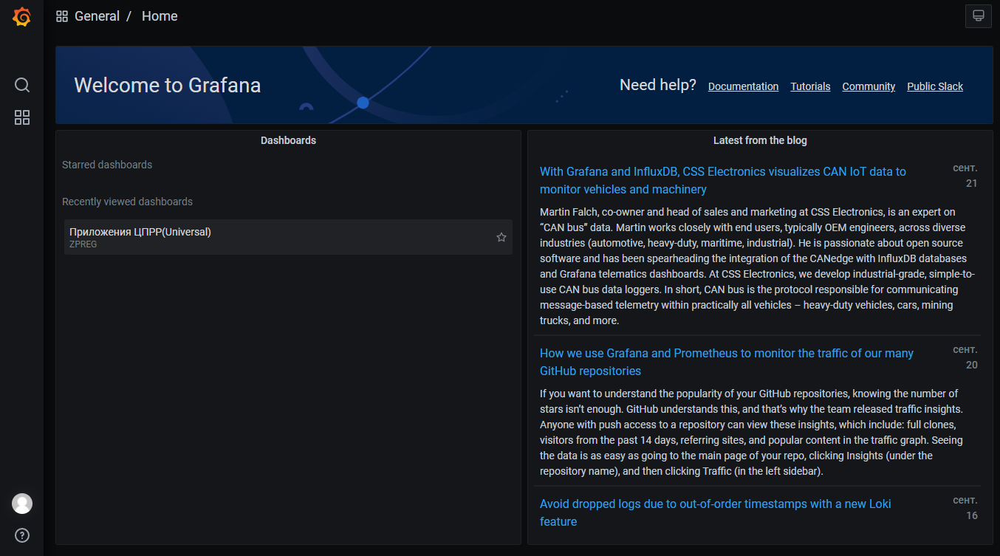 General / Home
Welcome to Grafana
Need help? Documentation Tutorials Community Public Slack
Dashboards
Starred dashboards
Recently viewed dashboards
Приложения ЦПРР(Universal)
ZPREG
Latest from the blog
With Grafana and InfluxDB, CSS Electronics visualizes CAN IoT data to
monitor vehicles and machinery
сент.
21
Martin Falch, co-owner and head of sales and marketing at CSS Electronics, is an expert on
“CAN bus” data. Martin works closely with end users, typically OEM engineers, across diverse
industries (automotive, heavy-duty, maritime, industrial). He is passionate about open source
software and has been spearheading the integration of the CANedge with InfluxDB databases
and Grafana telematics dashboards. At CSS Electronics, we develop industrial-grade, simple-to-
use CAN bus data loggers. In short, CAN bus is the protocol responsible for communicating
message-based telemetry within practically all vehicles – heavy-duty vehicles, cars, mining
trucks, and more.
How we use Grafana and Prometheus to monitor the traffic of our many
GitHub repositories
сент.
20
If you want to understand the popularity of your GitHub repositories, knowing the number of
stars isn’t enough. GitHub understands this, and that’s why the team released traffic insights.
Anyone with push access to a repository can view these insights, which include: full clones,
visitors from the past 14 days, referring sites, and popular content in the traffic graph. Seeing
the data is as easy as going to the main page of your repo, clicking Insights (under the
repository name), and then clicking Traffic (in the left sidebar).
Avoid dropped logs due to out-of-order timestamps with a new Loki
feature
сент.
16